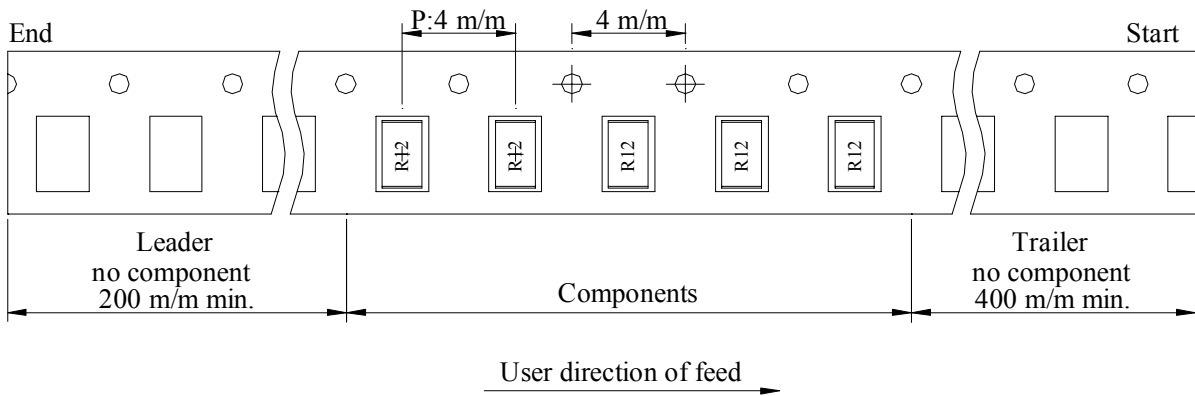 P:4 m/m
4 m/m
End
Start
R12
R12
R12
R12
R12
Leader
no component
200 m/m min.
Components
Trailer
no component
400 m/m min.
User direction of feed